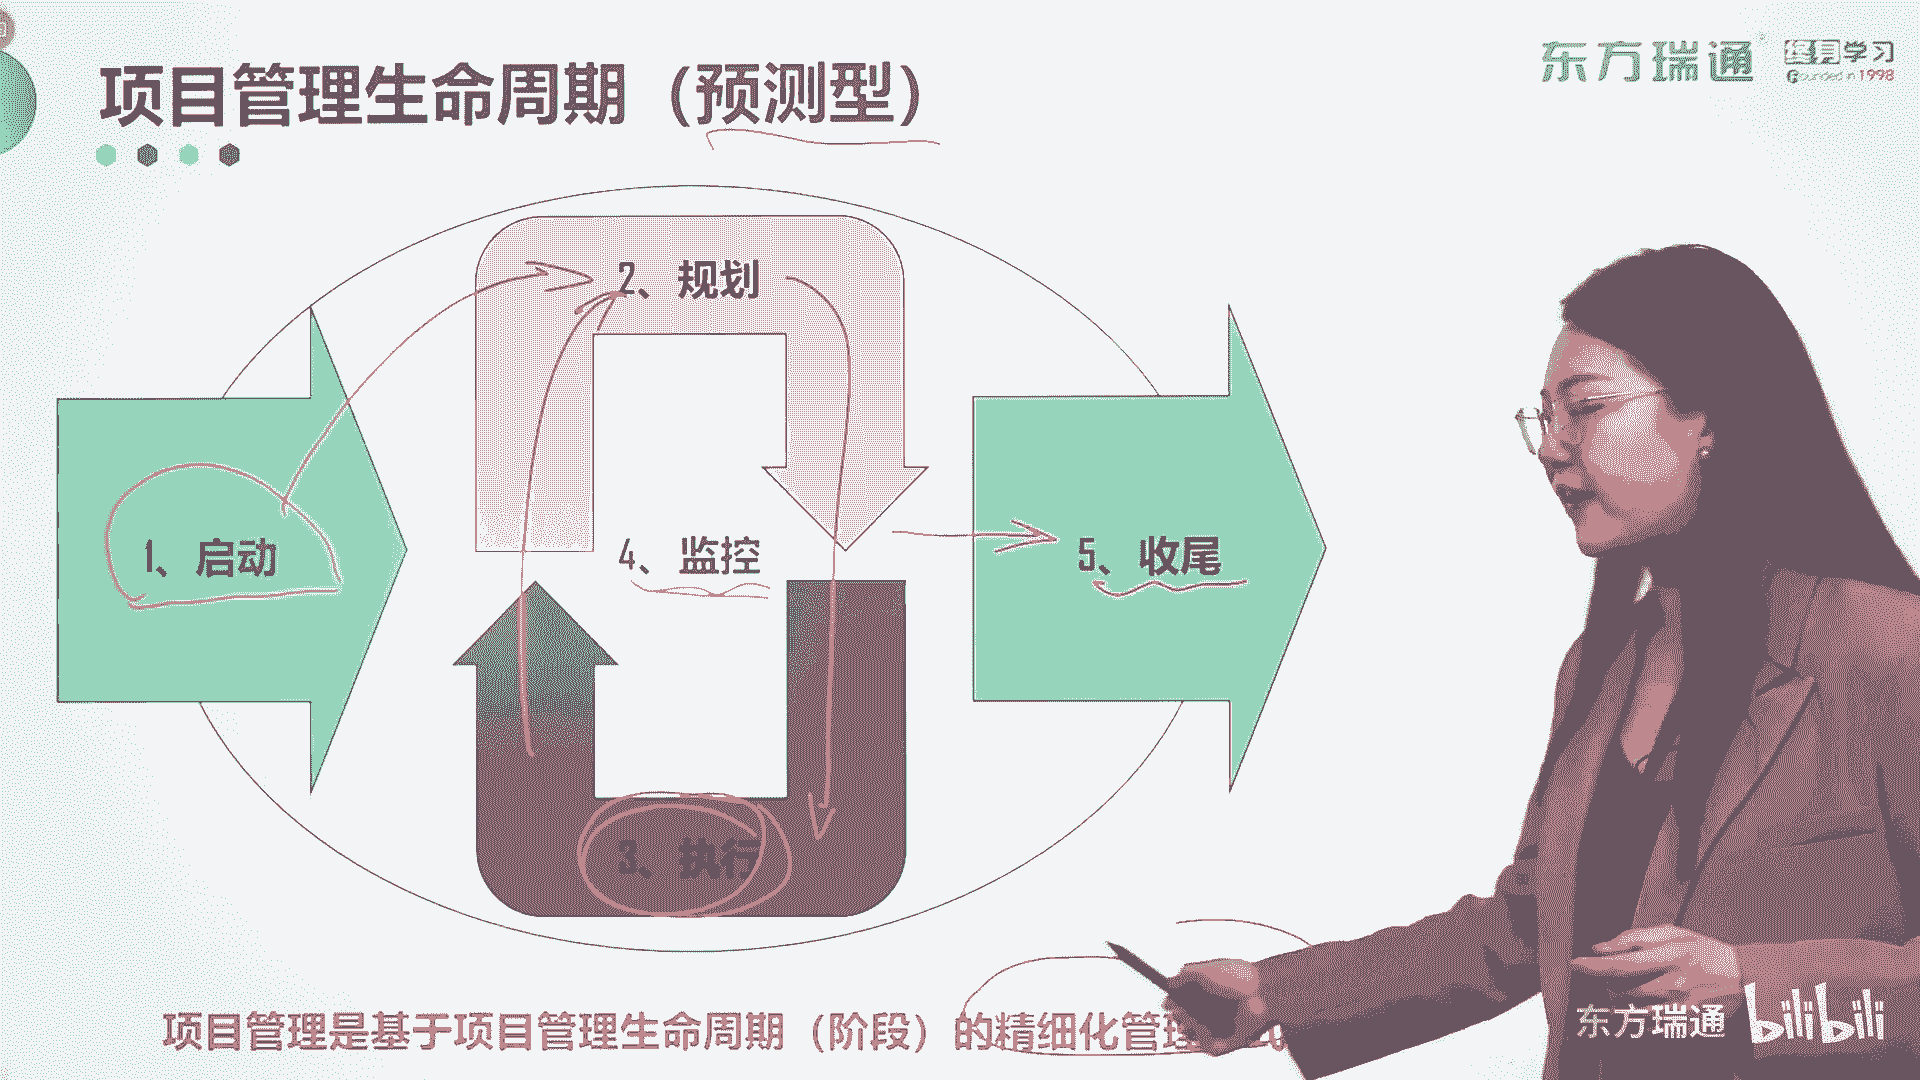 项目管理生命周期（预测型）
东方瑞通
终身学习
Founded in 1998
2、规划
1、启动
4、监控
5、收尾
3、执行
项目管理是基于项目管理生命周期（阶段）的精细化管理
东方瑞通
bilibili